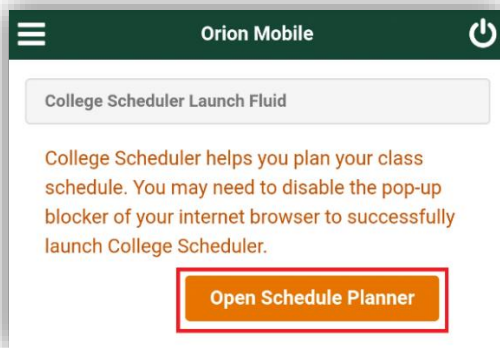 Orion Mobile
College Scheduler Launch Fluid
College Scheduler helps you plan your class
schedule. You may need to disable the pop-up
blocker of your internet browser to successfully
launch College Scheduler.
Open Schedule Planner